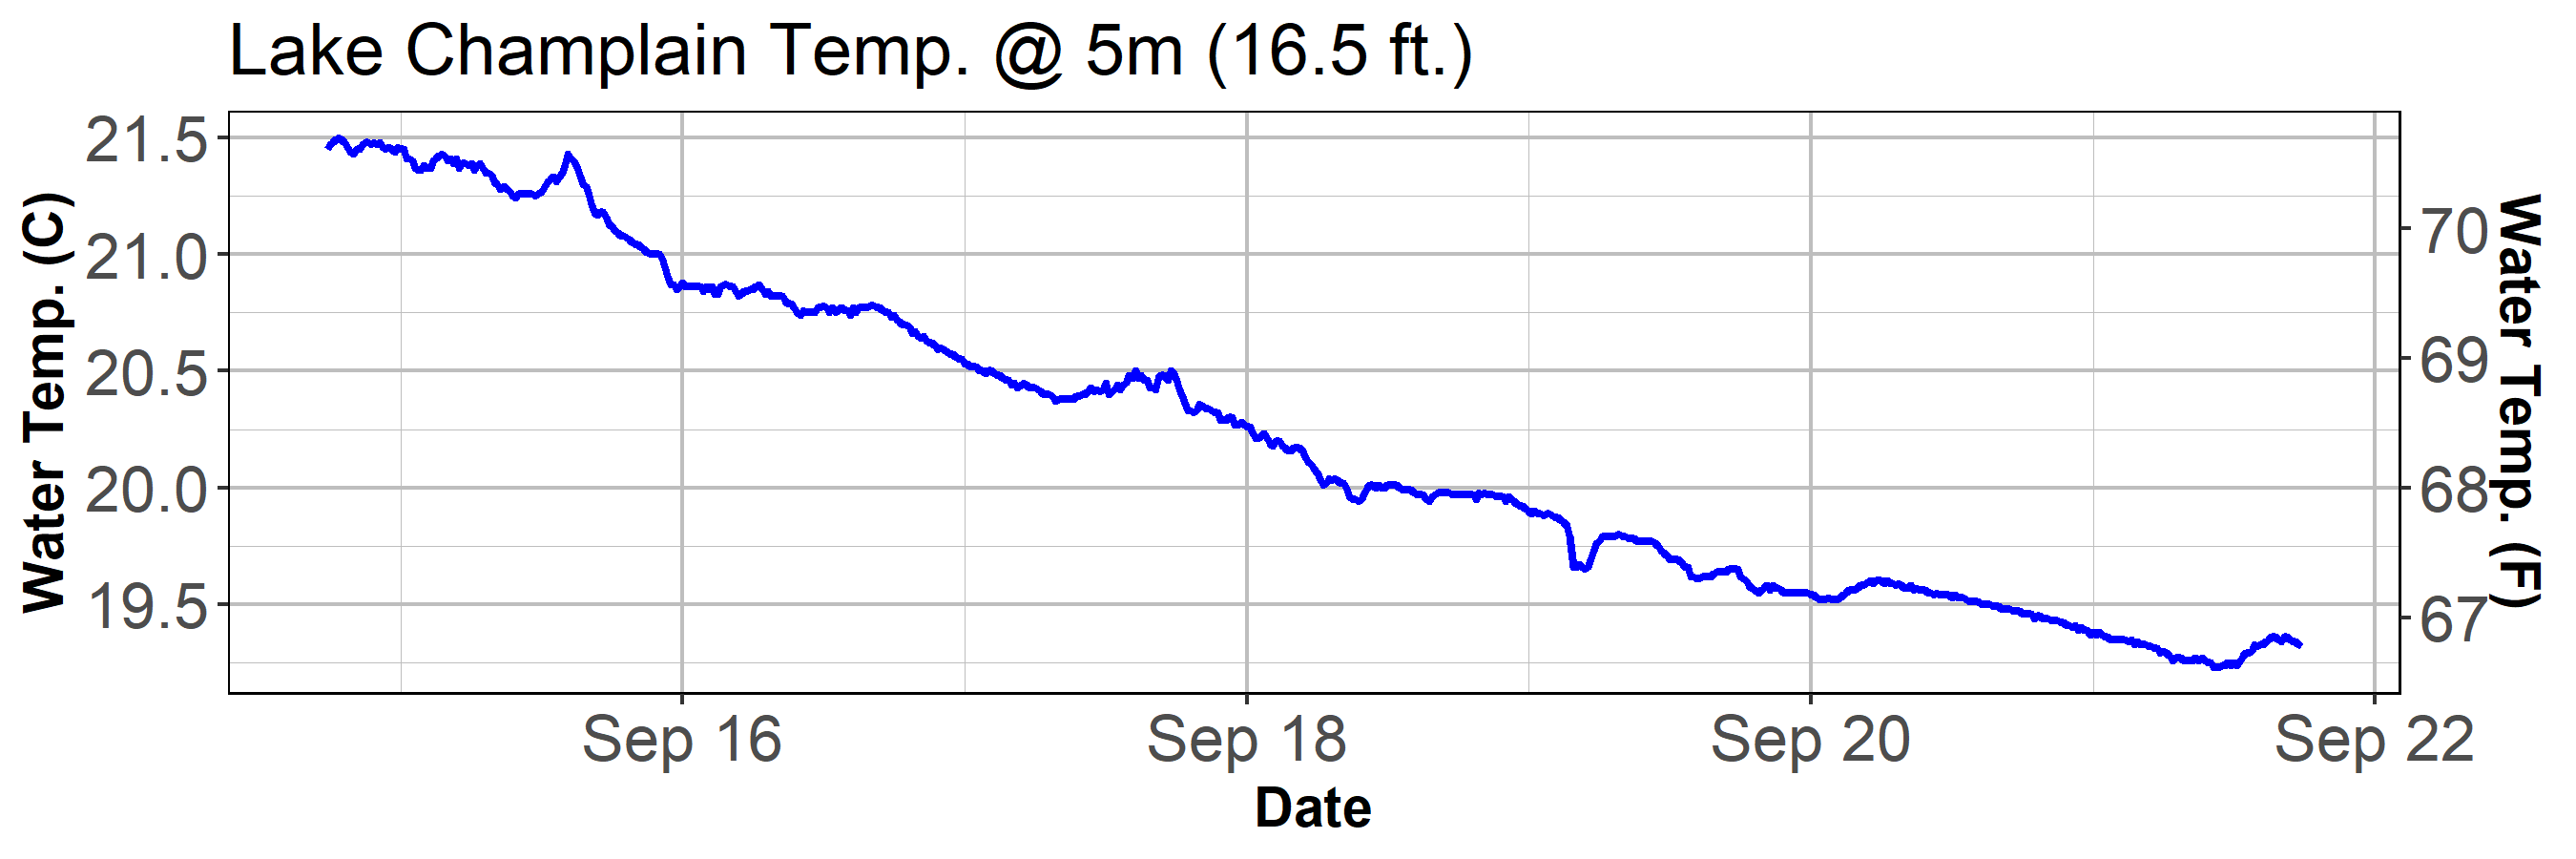 Lake Champlain Temp. @ 5m (16.5 ft.)
Water Temp. (C)
21.5
21.0
20.5
20.0
19.5
70
69
68
67
Water Temp. (F)
Sep 16
Sep 18
Sep 20
Sep 22
Date